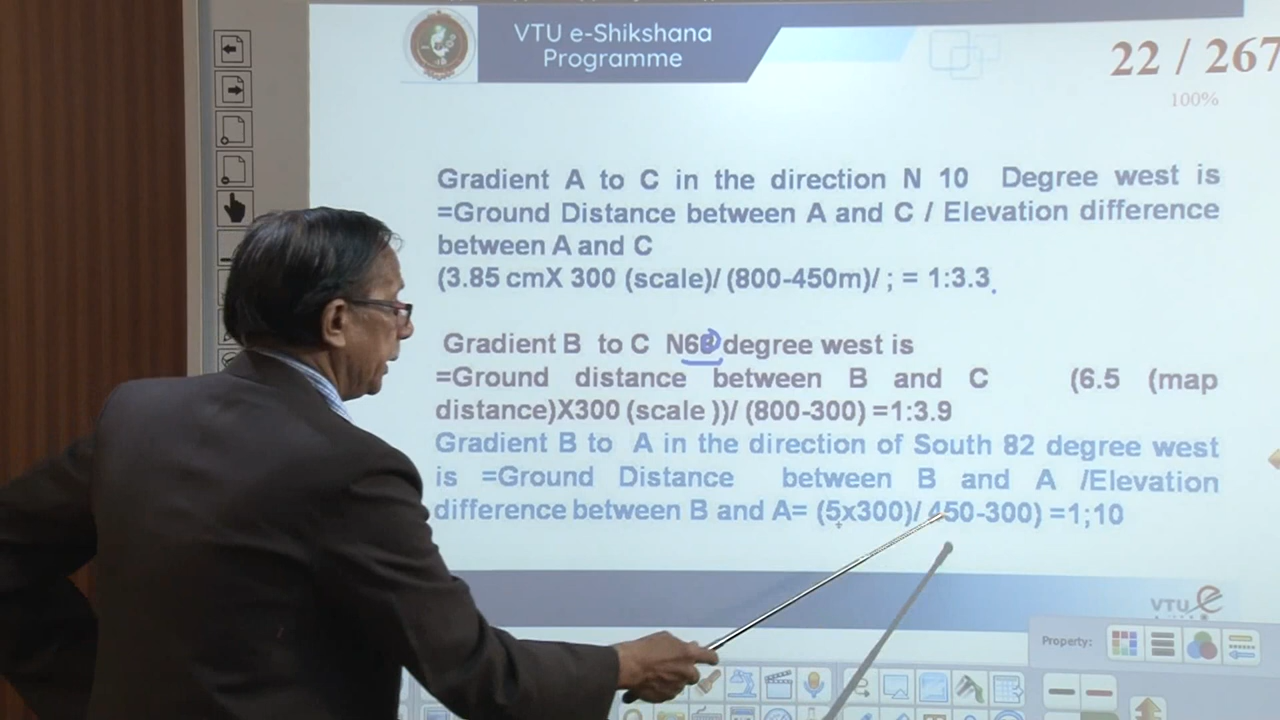 VTU e-Shikshana
Programme
22 / 267
100%
Gradient A to C in the direction N 10 Degree west is
=Ground Distance between A and C / Elevation difference
between A and C
(3.85 cmX 300 (scale)/ (800-450m)/ ; = 1:3.3.
Gradient B to C degree west is
=Ground distance between B and C (6.5 (map
distance)X300 (scale ))/ (800-300) =1:3.9
Gradient B to A in the direction of South 82 degree west
is =Ground Distance between B and A /Elevation
difference between B and A= (5x300)/ 450-300) =1;10
VTU e
Property: